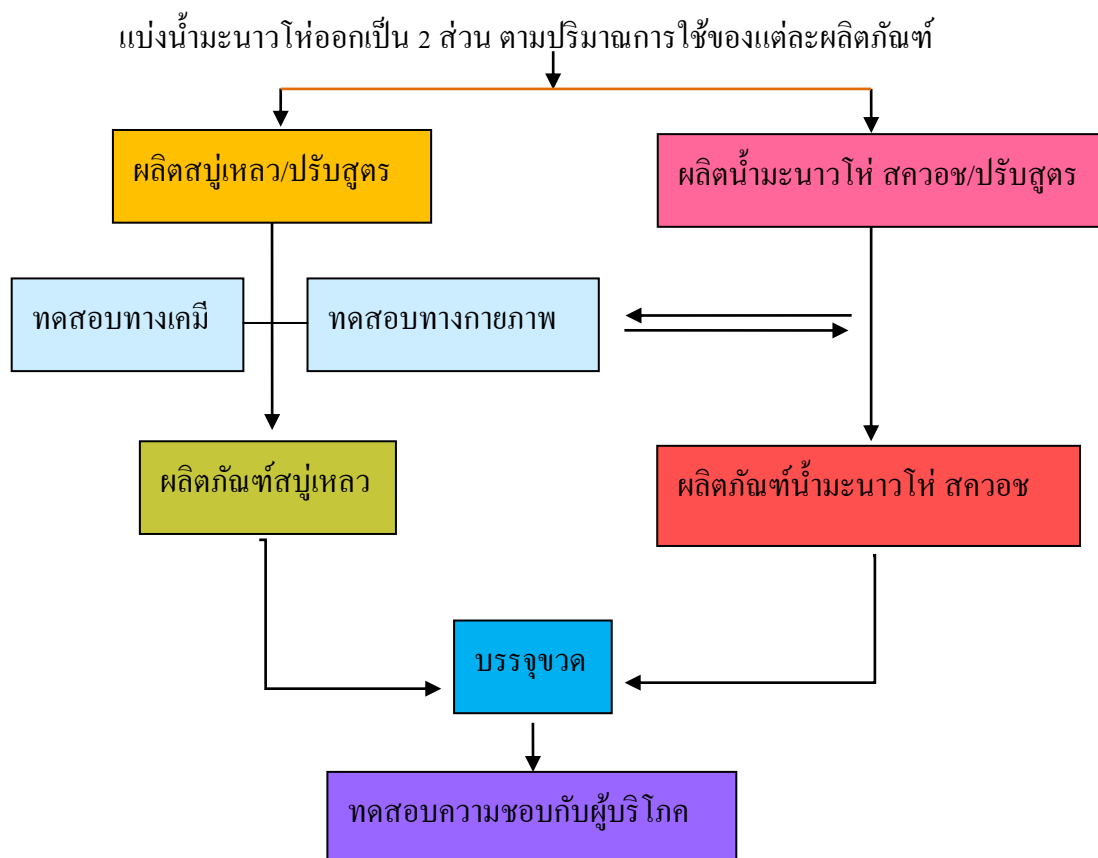 แบ่งน้ำมะนาวโห่ออกเป็น 2 ส่วน ตามปริมาณการใช้ของแต่ละผลิตภัณฑ์
ผลิตสบู่เหลว/ปรับสูตร
ผลิตน้ำมะนาวโห่ สควอช/ปรับสูตร
ทดสอบทางเคมี
ทดสอบทางกายภาพ
ผลิตภัณฑ์สบู่เหลว
ผลิตภัณฑ์น้ำมะนาวโห่ สควอช
บรรจุขวด
ทดสอบความชอบกับผู้บริโภค